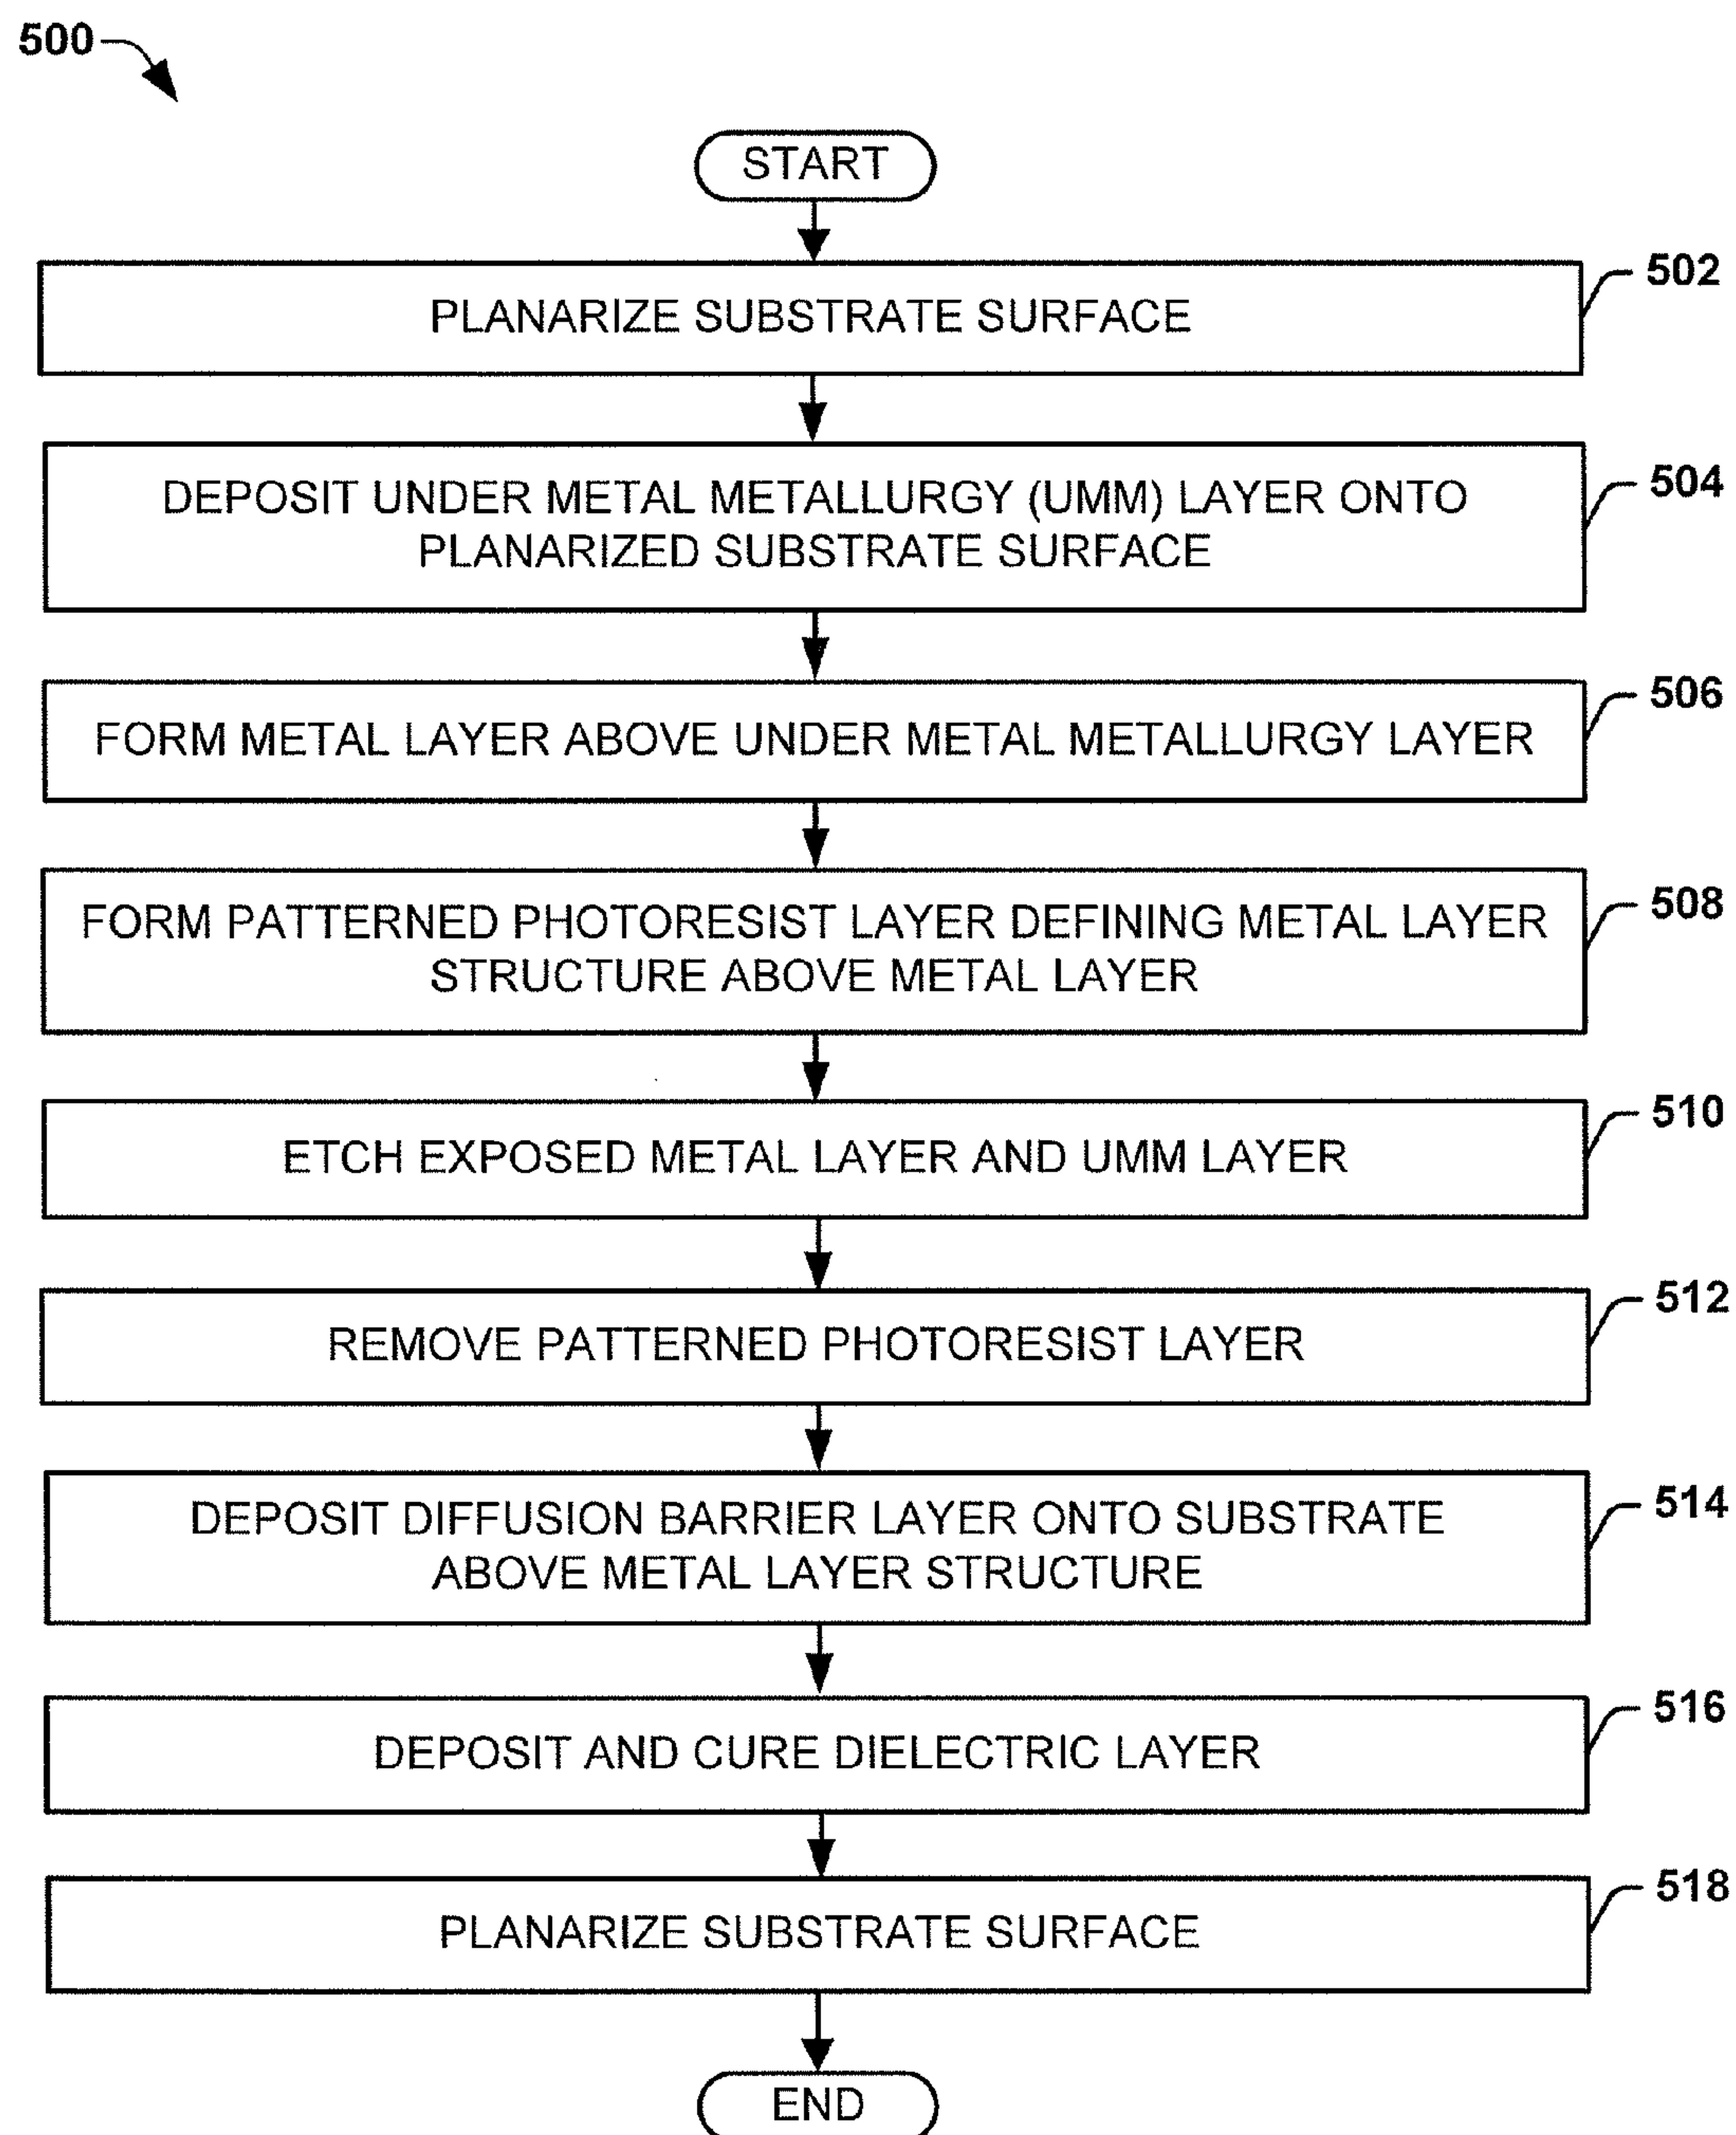 500
START
PLANARIZE SUBSTRATE SURFACE
502
DEPOSIT UNDER METAL METALLURGY (UMM) LAYER ONTO
PLANARIZED SUBSTRATE SURFACE
504
FORM METAL LAYER ABOVE UNDER METAL METALLURGY LAYER
506
FORM PATTERNED PHOTORESIST LAYER DEFINING METAL LAYER
STRUCTURE ABOVE METAL LAYER
508
ETCH EXPOSED METAL LAYER AND UMM LAYER
510
REMOVE PATTERNED PHOTORESIST LAYER
512
DEPOSIT DIFFUSION BARRIER LAYER ONTO SUBSTRATE
ABOVE METAL LAYER STRUCTURE
514
DEPOSIT AND CURE DIELECTRIC LAYER
516
PLANARIZE SUBSTRATE SURFACE
518
END